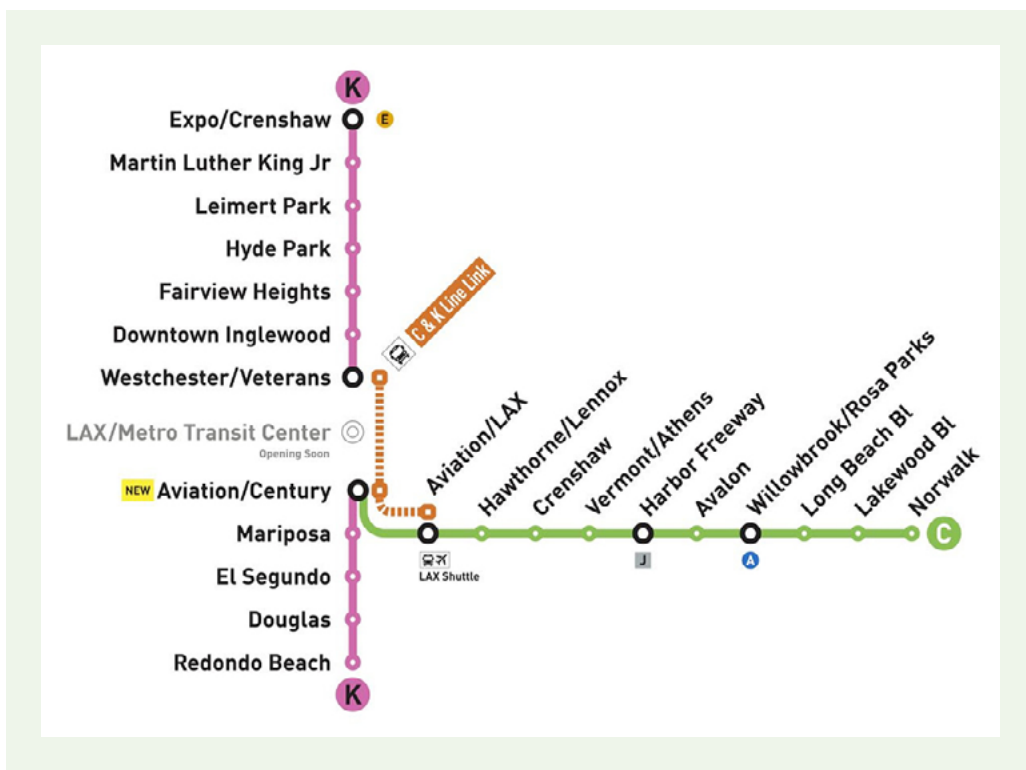 K
Expo/Crenshaw
E
Martin Luther King Jr
Leimert Park
Hyde Park
Fairview Heights
Downtown Inglewood
Westchester/Veterans
C & K Line Link
LAX/Metro Transit Center
Opening Soon
NEW Aviation/Century
Mariposa
El Segundo
Douglas
Redondo Beach
K
Aviation/LAX
LAX Shuttle
Hawthorne/Lennox
Crenshaw
Vermont/Athens
Harbor Freeway
J
Avalon
Willowbrook/Rosa Parks
A
Long Beach Bl
Lakewood Bl
Norwalk
C